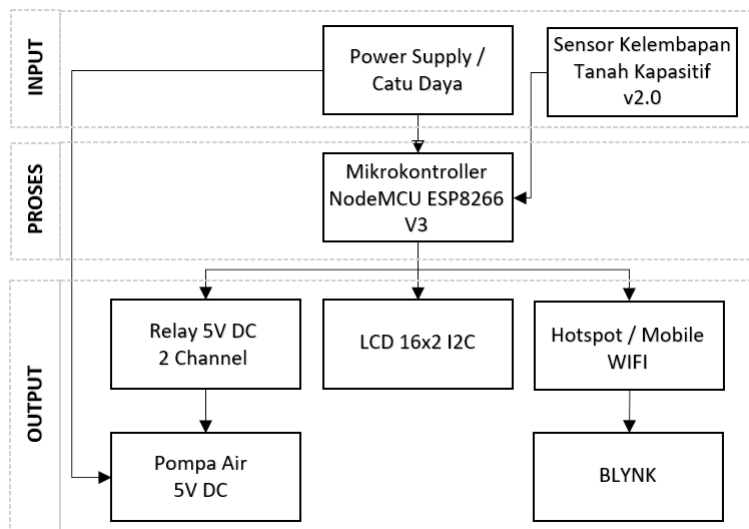 INPUT
Power Supply /
Catu Daya
Sensor Kelembapan
Tanah Kapasitif
v2.0
PROSES
Mikrokontroller
NodeMCU ESP8266
V3
OUTPUT
Relay 5V DC
2 Channel
LCD 16x2 I2C
Hotspot / Mobile
WIFI
Pompa Air
5V DC
BLYNK